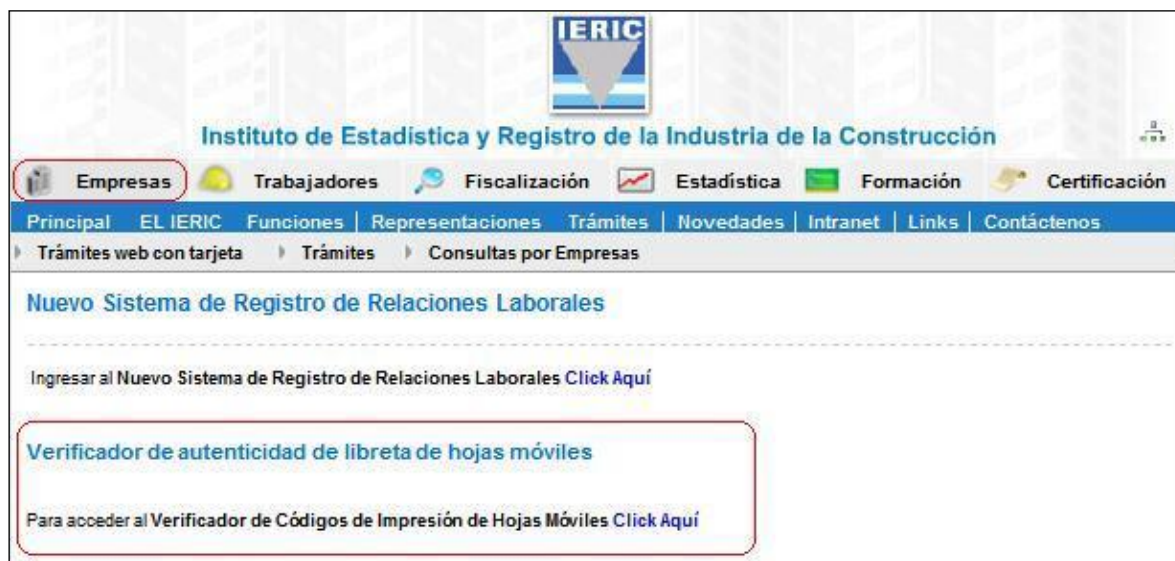 IERIC
Instituto de Estadística y Registro de la Industria de la Construcción
Empresas Trabajadores Fiscalización Estadística Formación Certificación
Principal EL IERIC Funciones | Representaciones Trámites | Novedades | Intranet | Links | Contáctenos
Trámites web con tarjeta Trámites Consultas por Empresas
Nuevo Sistema de Registro de Relaciones Laborales
Ingresar al Nuevo Sistema de Registro de Relaciones Laborales Click Aquí
Verificador de autenticidad de libreta de hojas móviles
Para acceder al Verificador de Códigos de Impresión de Hojas Móviles Click Aquí